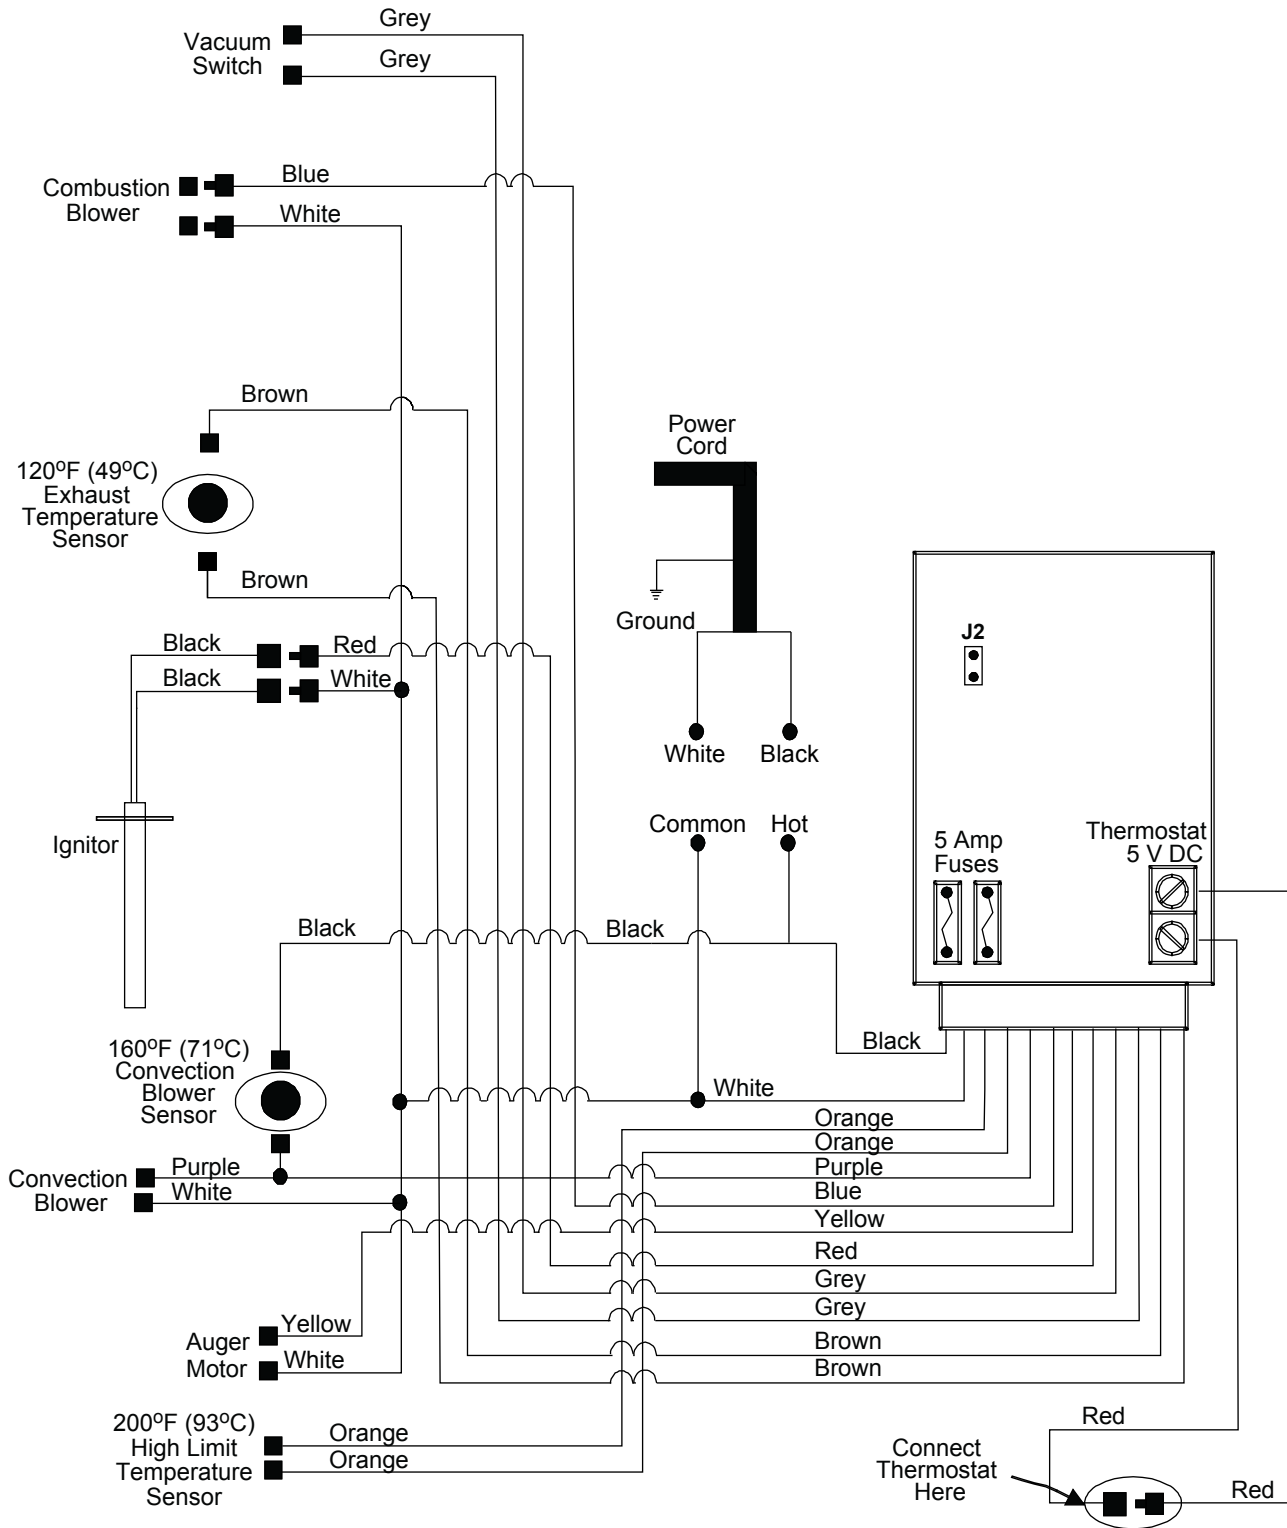 Grey
Vacuum
Switch
Grey
Blue
Combustion
Blower
White
Brown
120oF (49oC)
Exhaust
Temperature
Sensor
Brown
Power
Cord
Ground
Black
Red
Black
White
J2
White
Black
Ignitor
Common
Hot
5 Amp
Fuses
Thermostat
5 V DC
Black
Black
Black
160oF (71oC)
Convection
Blower
Sensor
White
Orange
Orange
Convection
Blower
Purple
White
Purple
Blue
Yellow
Red
Grey
Grey
Auger
Motor
Yellow
White
Brown
Brown
200oF (93oC)
High Limit
Temperature
Sensor
Orange
Orange
Red
Connect
Thermostat
Here
Red